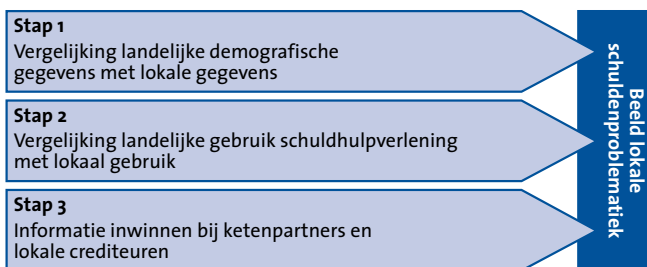 Stap 1
Vergelijking landelijke demografische
gegevens met lokale gegevens
Stap 2
Vergelijking landelijke gebruik schuldhulpverlening
met lokaal gebruik
Stap 3
Informatie inwinnen bij ketenpartners en
lokale crediteuren
Beeld lokale
schuldenproblematiek